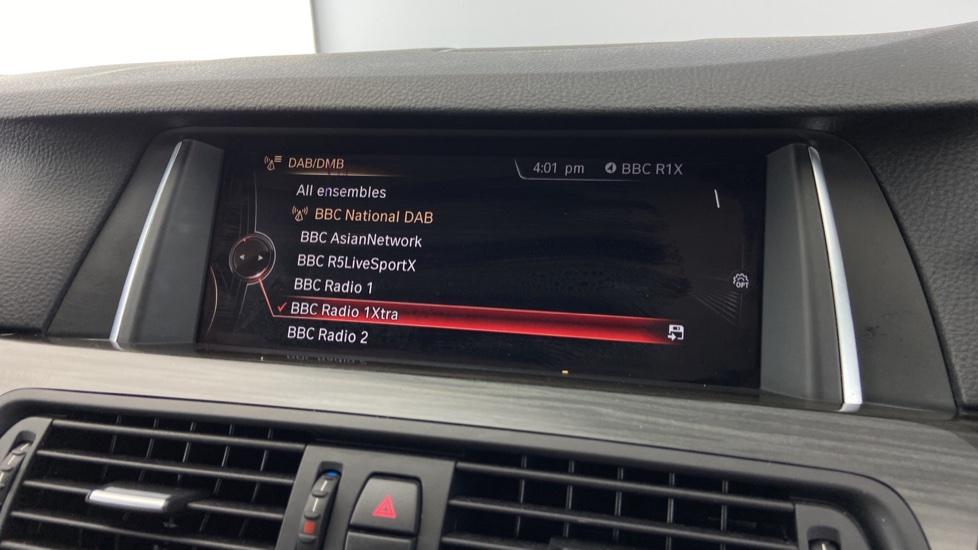 DAB/DMB
4:01 pm BBC R1X
All ensembles
BBC National DAB
BBC AsianNetwork
BBC R5LiveSportX
OPT
BBC Radio 1
BBC Radio 1Xtra
BBC Radio 2